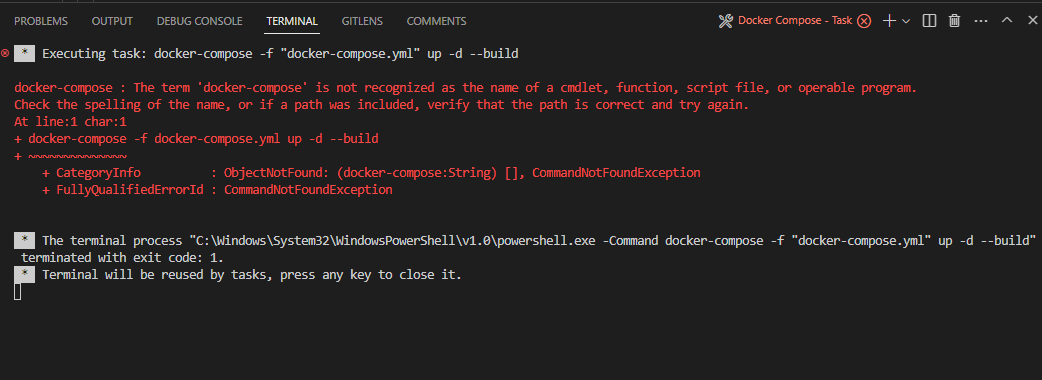 PROBLEMS OUTPUT DEBUG CONSOLE TERMINAL GITLENS COMMENTS Docker Compose - Task
* Executing task: docker-compose -f "docker-compose.yml" up -d --build
docker-compose : The term 'docker-compose' is not recognized as the name of a cmdlet, function, script file, or operable program.
Check the spelling of the name, or if a path was included, verify that the path is correct and try again.
At line:1 char:1
+ docker-compose -f docker-compose.yml up -d --build
+ ~~~~~~~~~~~~~~
+ CategoryInfo : ObjectNotFound: (docker-compose:String) [], CommandNotFoundException
+ FullyQualifiedErrorId : CommandNotFoundException
* The terminal process "C:\Windows\System32\WindowsPowerShell\v1.0\powershell.exe -Command docker-compose -f "docker-compose.yml" up -d --build"
terminated with exit code: 1.
* Terminal will be reused by tasks, press any key to close it.